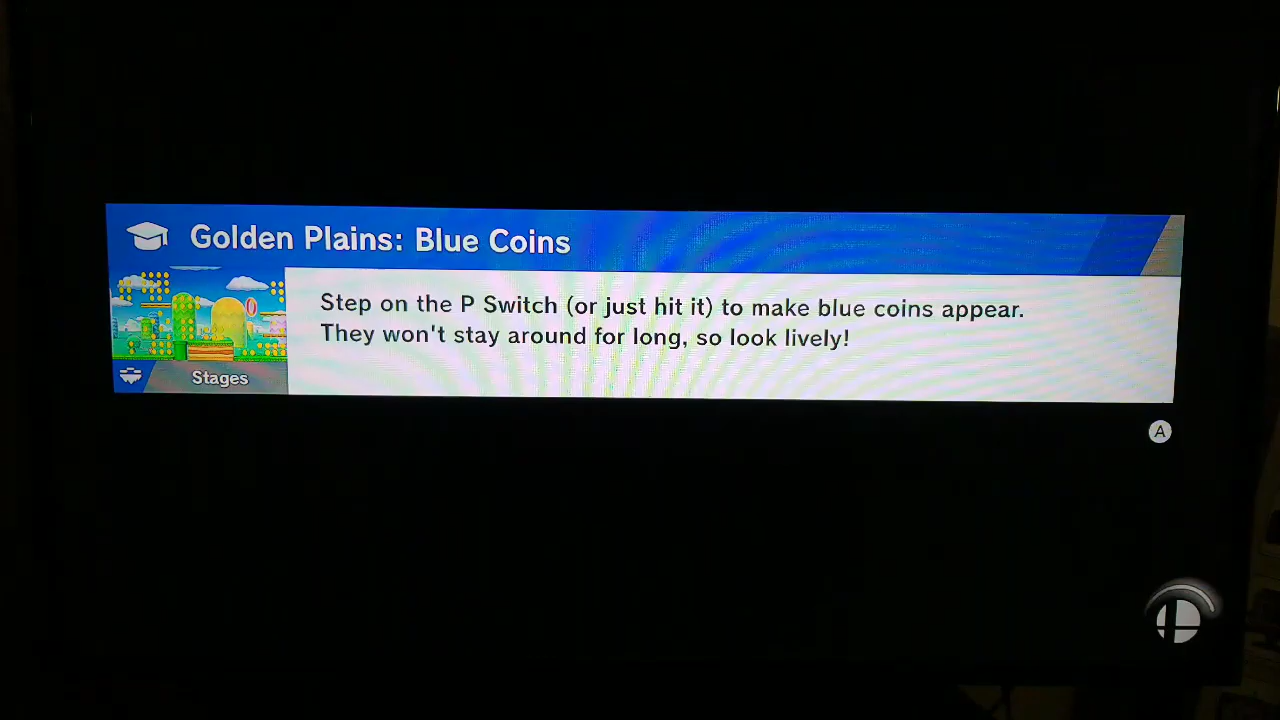 Golden Plains: Blue Coins
Step on the P Switch (or just hit it) to make blue coins appear.
They won't stay around for long, so look lively!
Stages
A